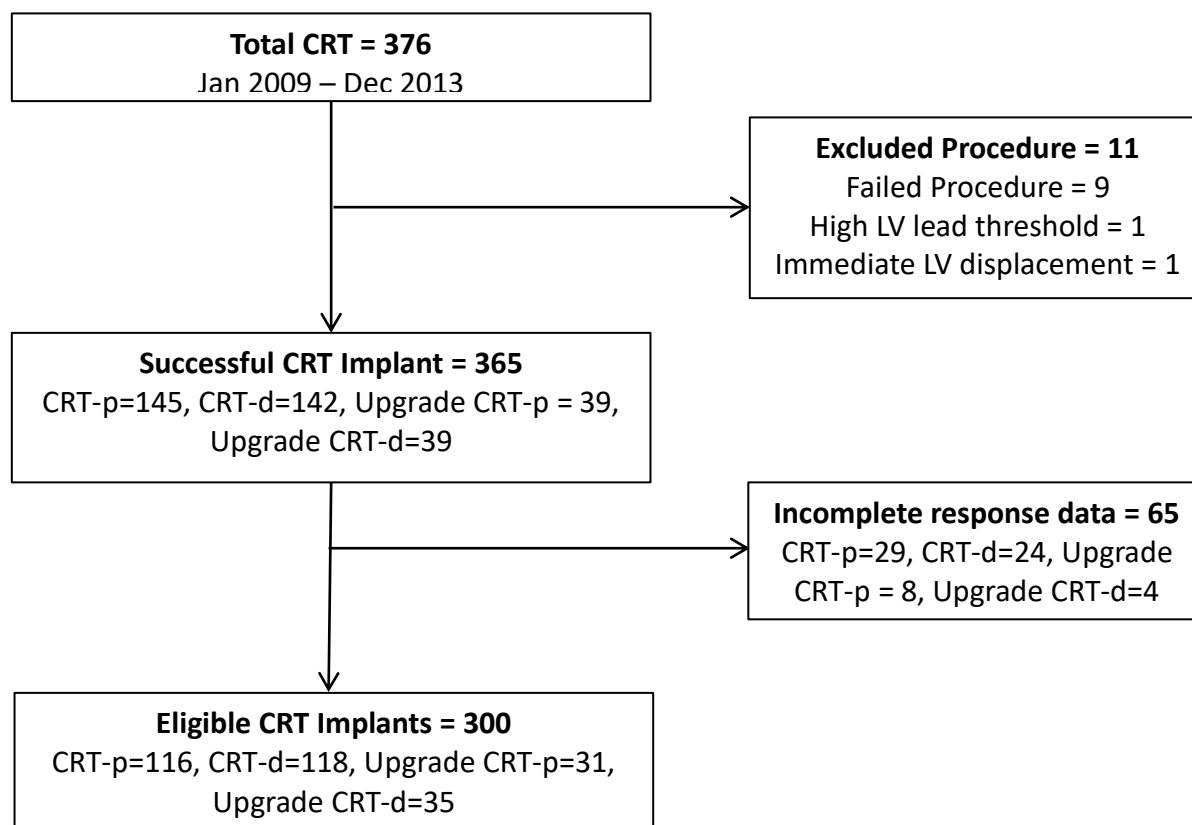 Total CRT = 376
Jan 2009 – Dec 2013
Excluded Procedure = 11
Failed Procedure = 9
High LV lead threshold = 1
Immediate LV displacement = 1
Successful CRT Implant = 365
CRT-p=145, CRT-d=142, Upgrade CRT-p = 39,
Upgrade CRT-d=39
Incomplete response data = 65
CRT-p=29, CRT-d=24, Upgrade
CRT-p = 8, Upgrade CRT-d=4
Eligible CRT Implants = 300
CRT-p=116, CRT-d=118, Upgrade CRT-p=31,
Upgrade CRT-d=35